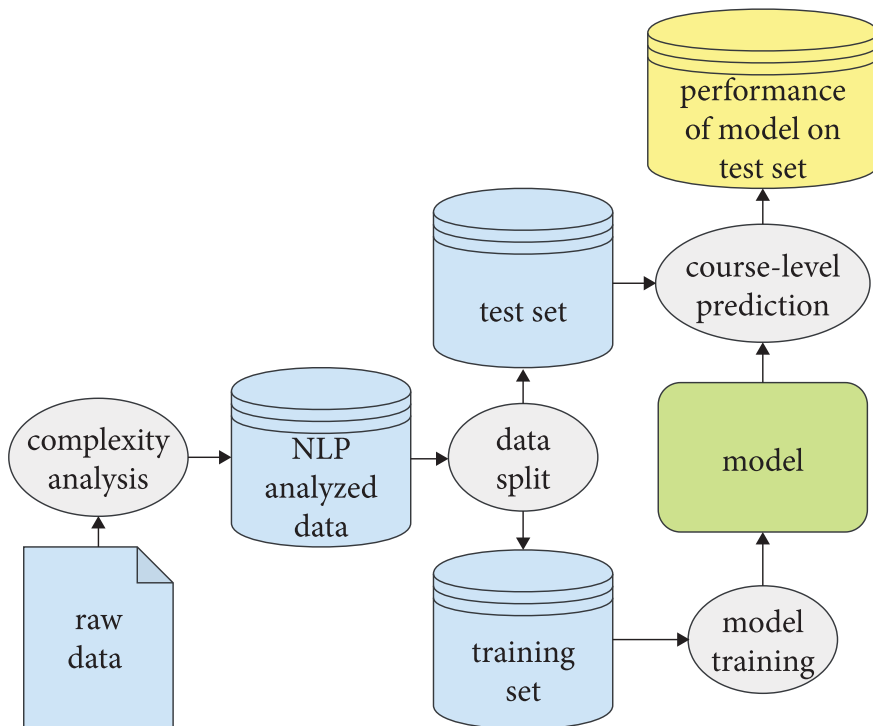 performance
of model on
test set
test set
course-level
prediction
complexity
analysis
NLP
analyzed
data
data
split
model
raw
data
training
set
model
training